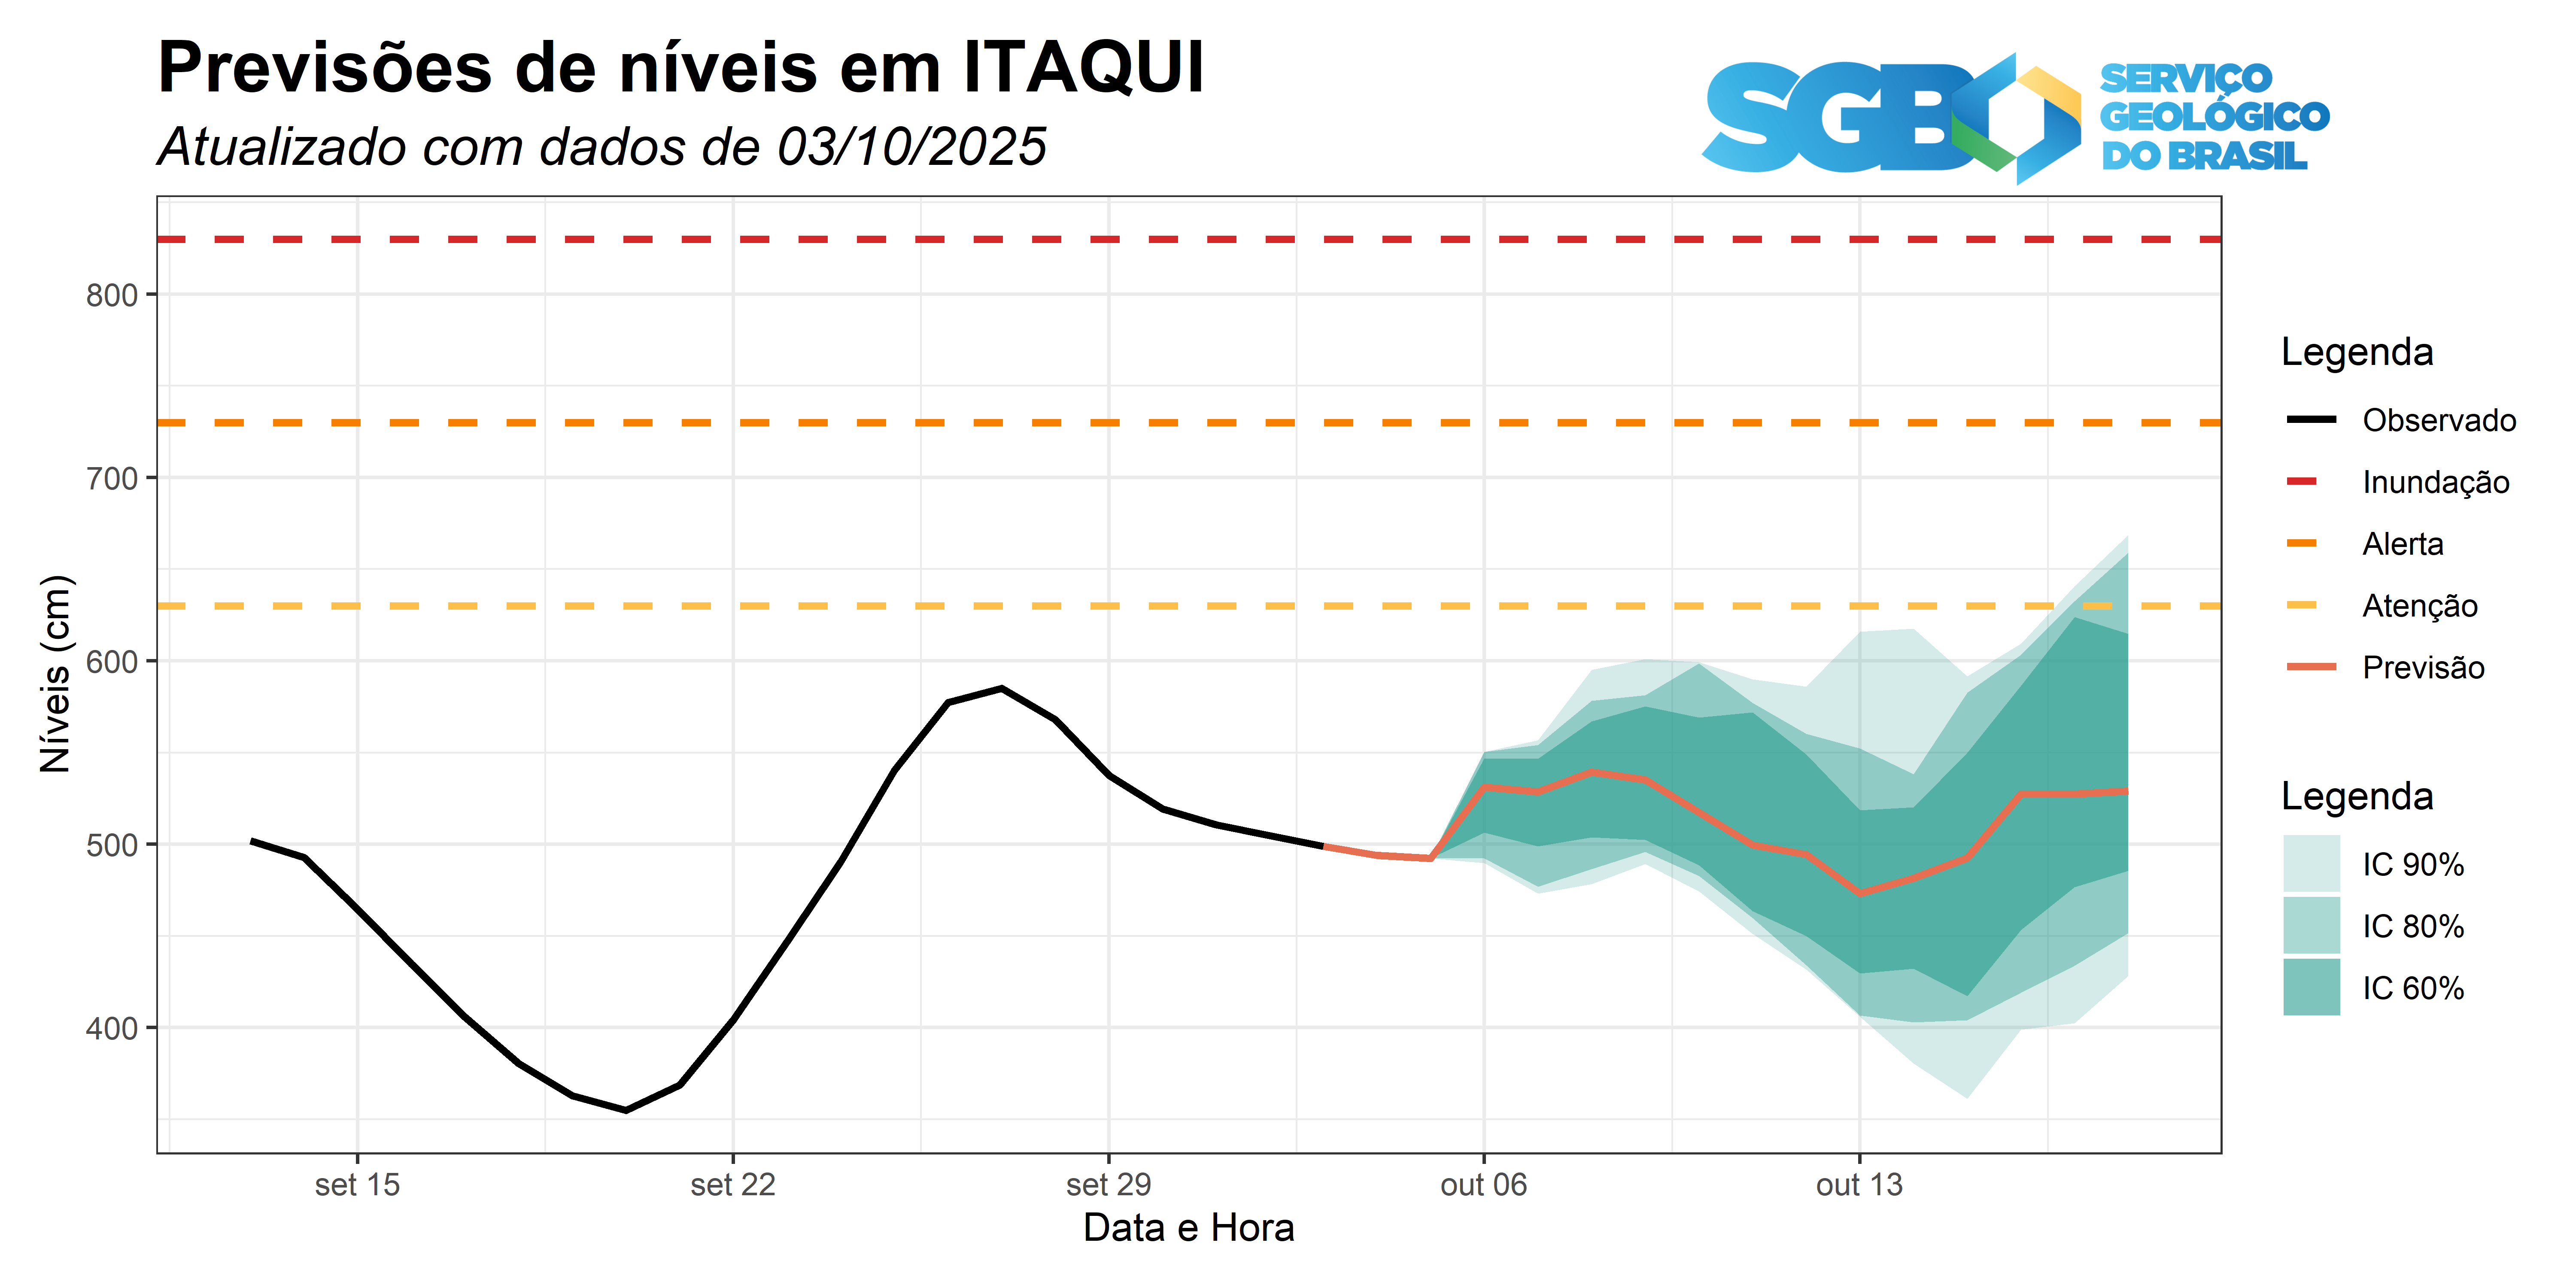 Previsões de níveis em ITAQUI
Atualizado com dados de 03/10/2025
SGB
SERVIÇO
GEOLÓGICO
DO BRASIL
Níveis (cm)
800
700
600
500
400
set 15
set 22
set 29
out 06
out 13
Data e Hora
Legenda
Observado
Inundação
Alerta
Atenção
Previsão
Legenda
IC 90%
IC 80%
IC 60%